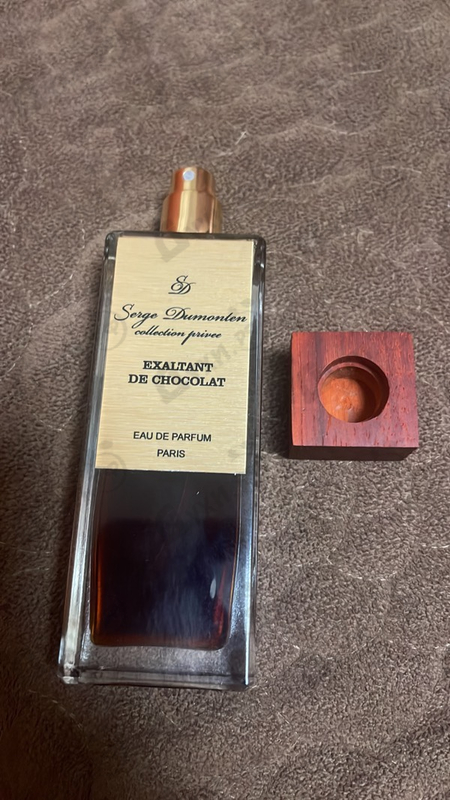 SD
Serge Dumonten
collection privee
EXALTANT
DE CHOCOLAT
EAU DE PARFUM
PARIS